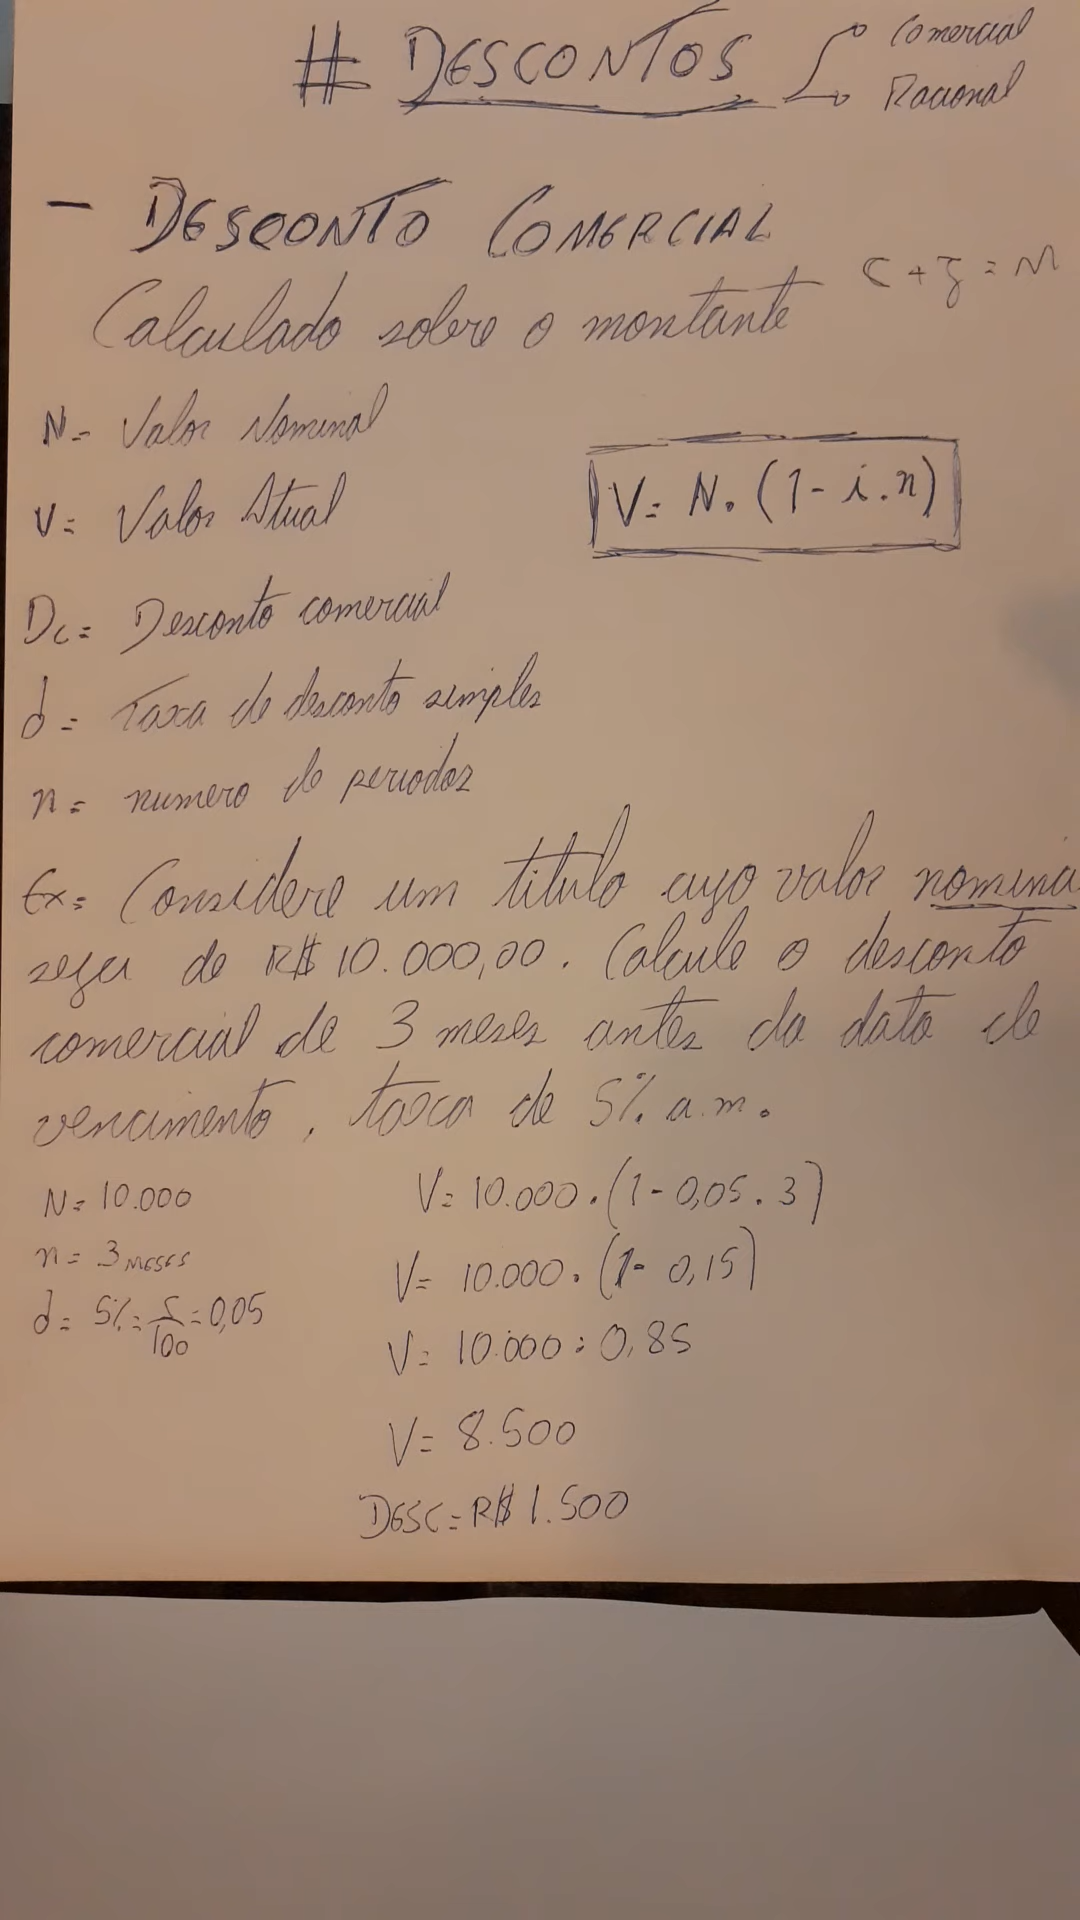 # DESCONTOS
Comercial
Racional
- DESCONTO COMERCIAL
C + J = M
Calculado sobre o montante
N = Valor Nominal
V = Valor Atual
V = N. (1 - i.n)
Dc = Desconto comercial
d = Taxa de desconto simples
n = numero de periodos
Ex = Considere um titulo cujo valor nomina
seja de R$ 10.000,00. Calcule o desconto
comercial de 3 meses antes da data de
vencimento, taxa de 5% a.m.
N = 10.000
n = 3 MESES
d = 5% = 5/100 = 0,05
V = 10.000 . (1 - 0,05 . 3)
V = 10.000 . (1 - 0,15)
V = 10.000 : 0,85
V = 8.500
DESC = R$ 1.500